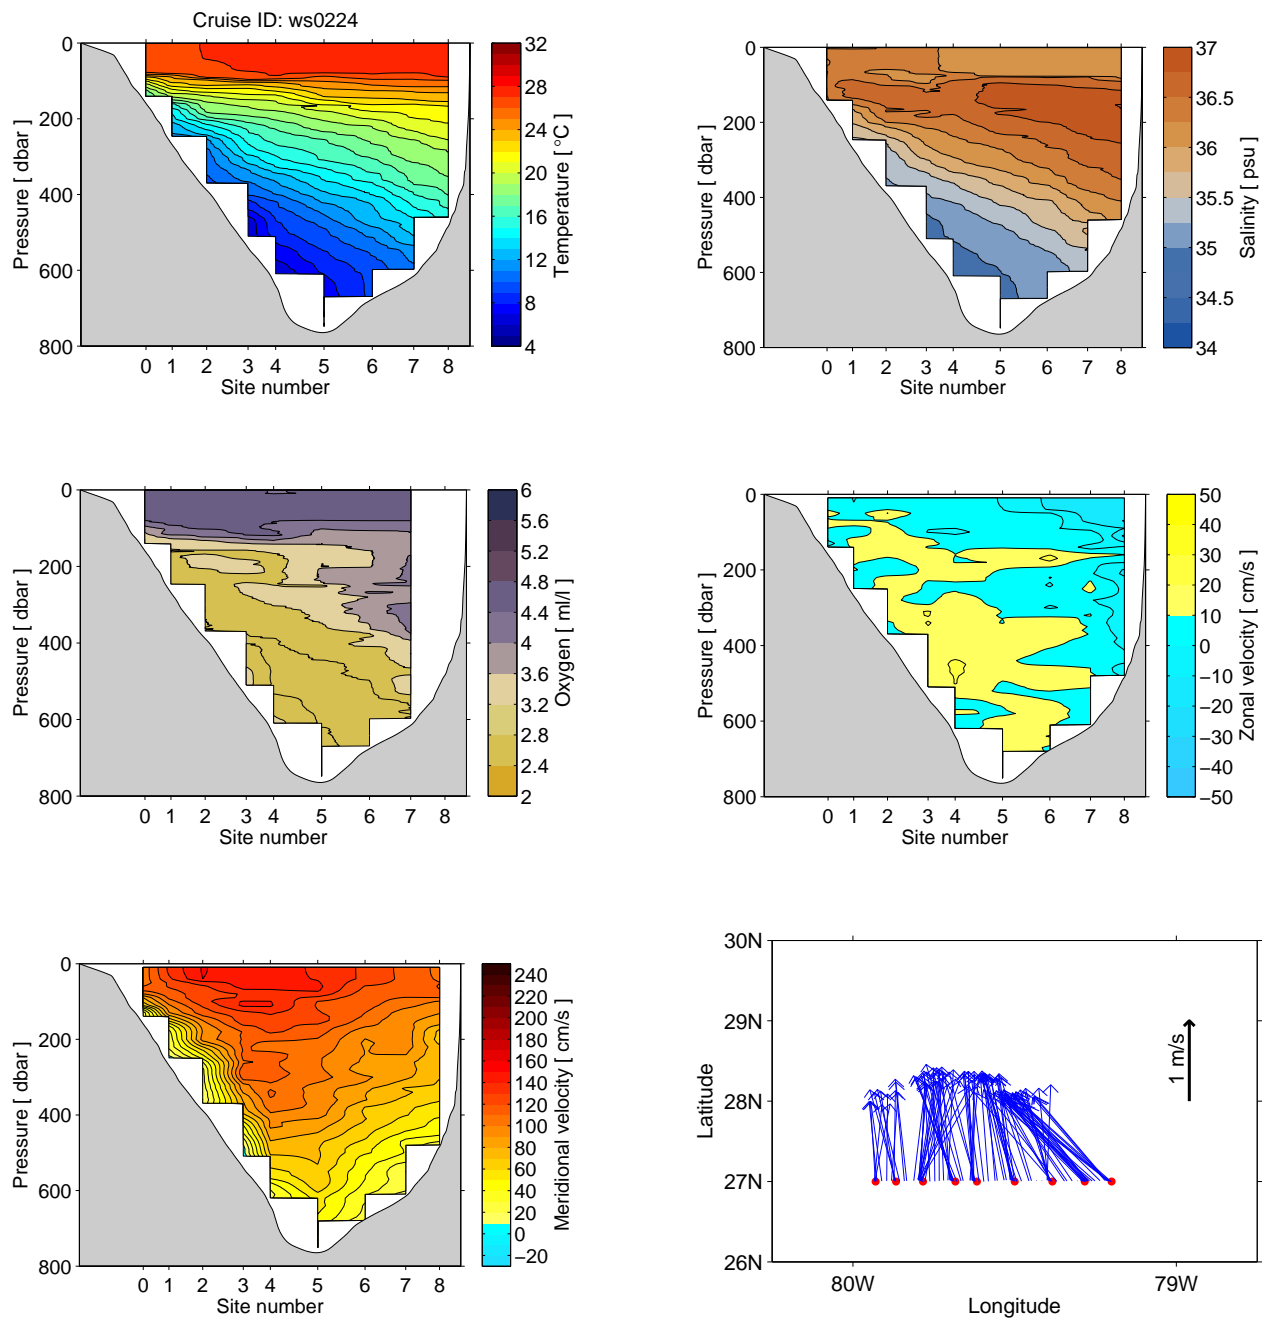 Cruise ID: ws0224
0
200
400
600
800
Pressure [ dbar ]
0 1 2 3 4 5 6 7 8
Site number
32
28
24
20
16
12
8
4
Temperature [ °C ]
0
200
400
600
800
Pressure [ dbar ]
0 1 2 3 4 5 6 7 8
Site number
37
36.5
36
35.5
35
34.5
34
Salinity [ psu ]
0
200
400
600
800
Pressure [ dbar ]
0 1 2 3 4 5 6 7 8
Site number
6
5.6
5.2
4.8
4.4
4
3.6
3.2
2.8
2.4
2
Oxygen [ ml/l ]
0
200
400
600
800
Pressure [ dbar ]
0 1 2 3 4 5 6 7 8
Site number
50
40
30
20
10
0
−10
−20
−30
−40
−50
Zonal velocity [ cm/s ]
0
200
400
600
800
Pressure [ dbar ]
0 1 2 3 4 5 6 7 8
Site number
240
220
200
180
160
140
120
100
80
60
40
20
0
−20
Meridional velocity [ cm/s ]
30N
29N
28N
27N
26N
Latitude
1 m/s
80W 79W
Longitude